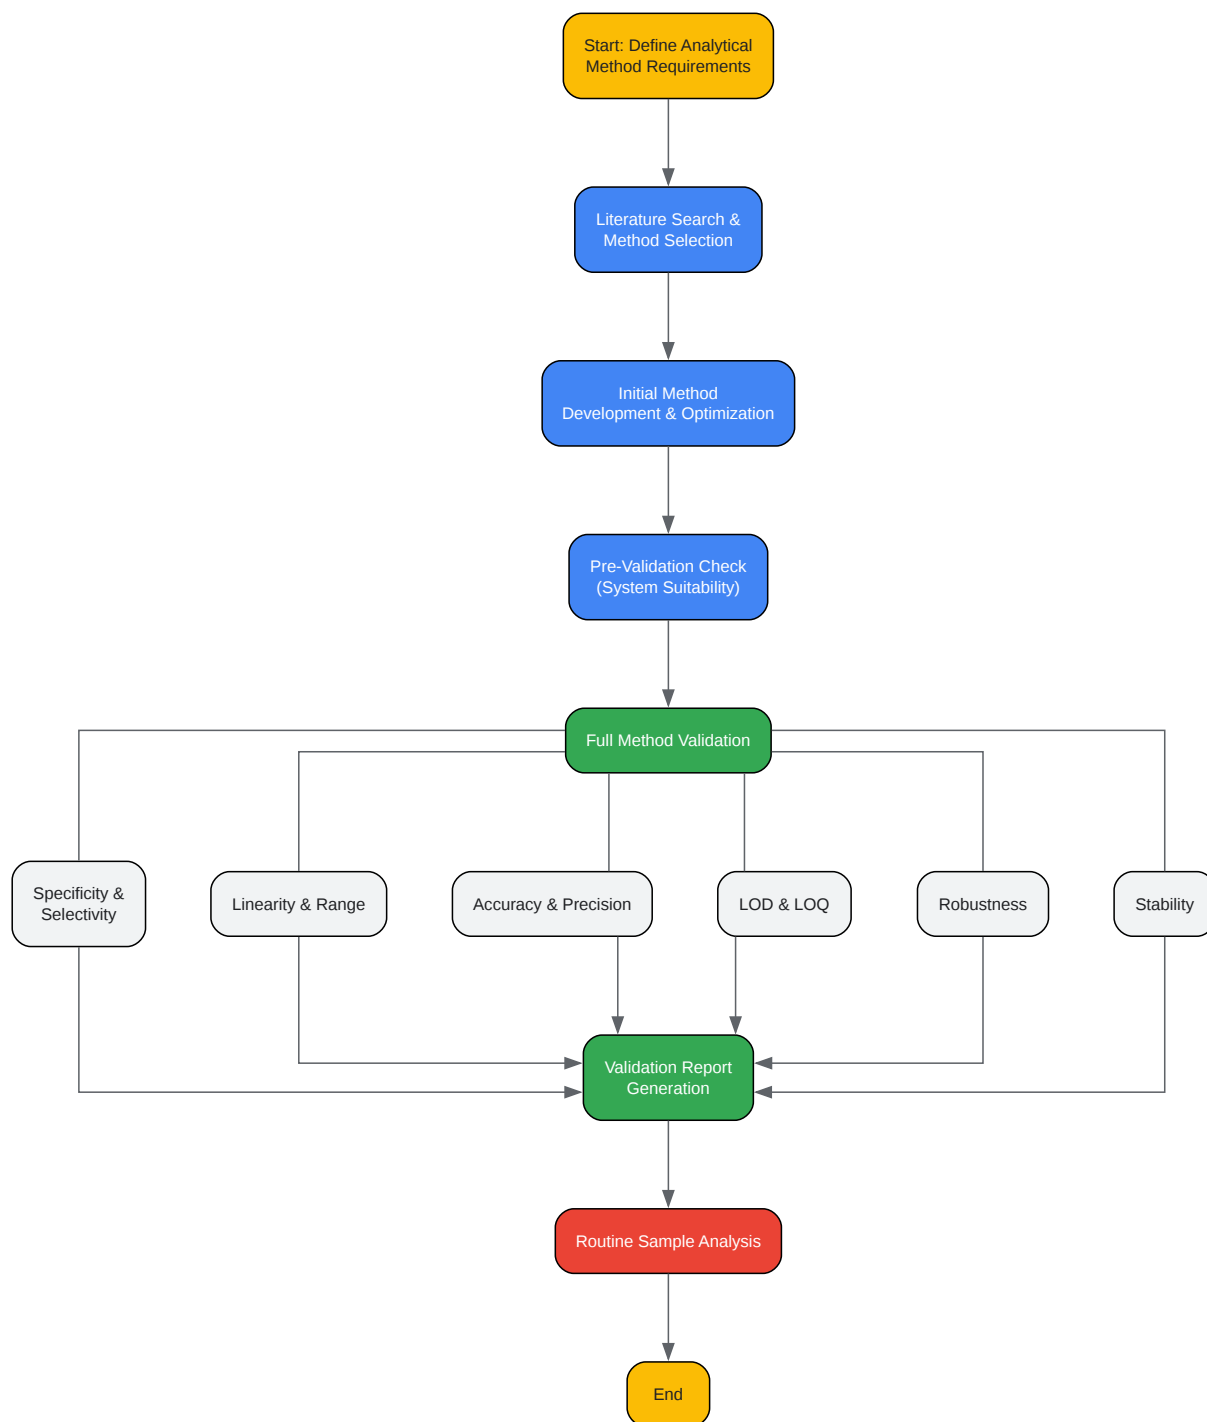 Start: Define Analytical
Method Requirements
Literature Search &
Method Selection
Initial Method
Development & Optimization
Pre-Validation Check
(System Suitability)
Full Method Validation
Specificity &
Selectivity
Linearity & Range
Accuracy & Precision
LOD & LOQ
Robustness
Stability
Validation Report
Generation
Routine Sample Analysis
End